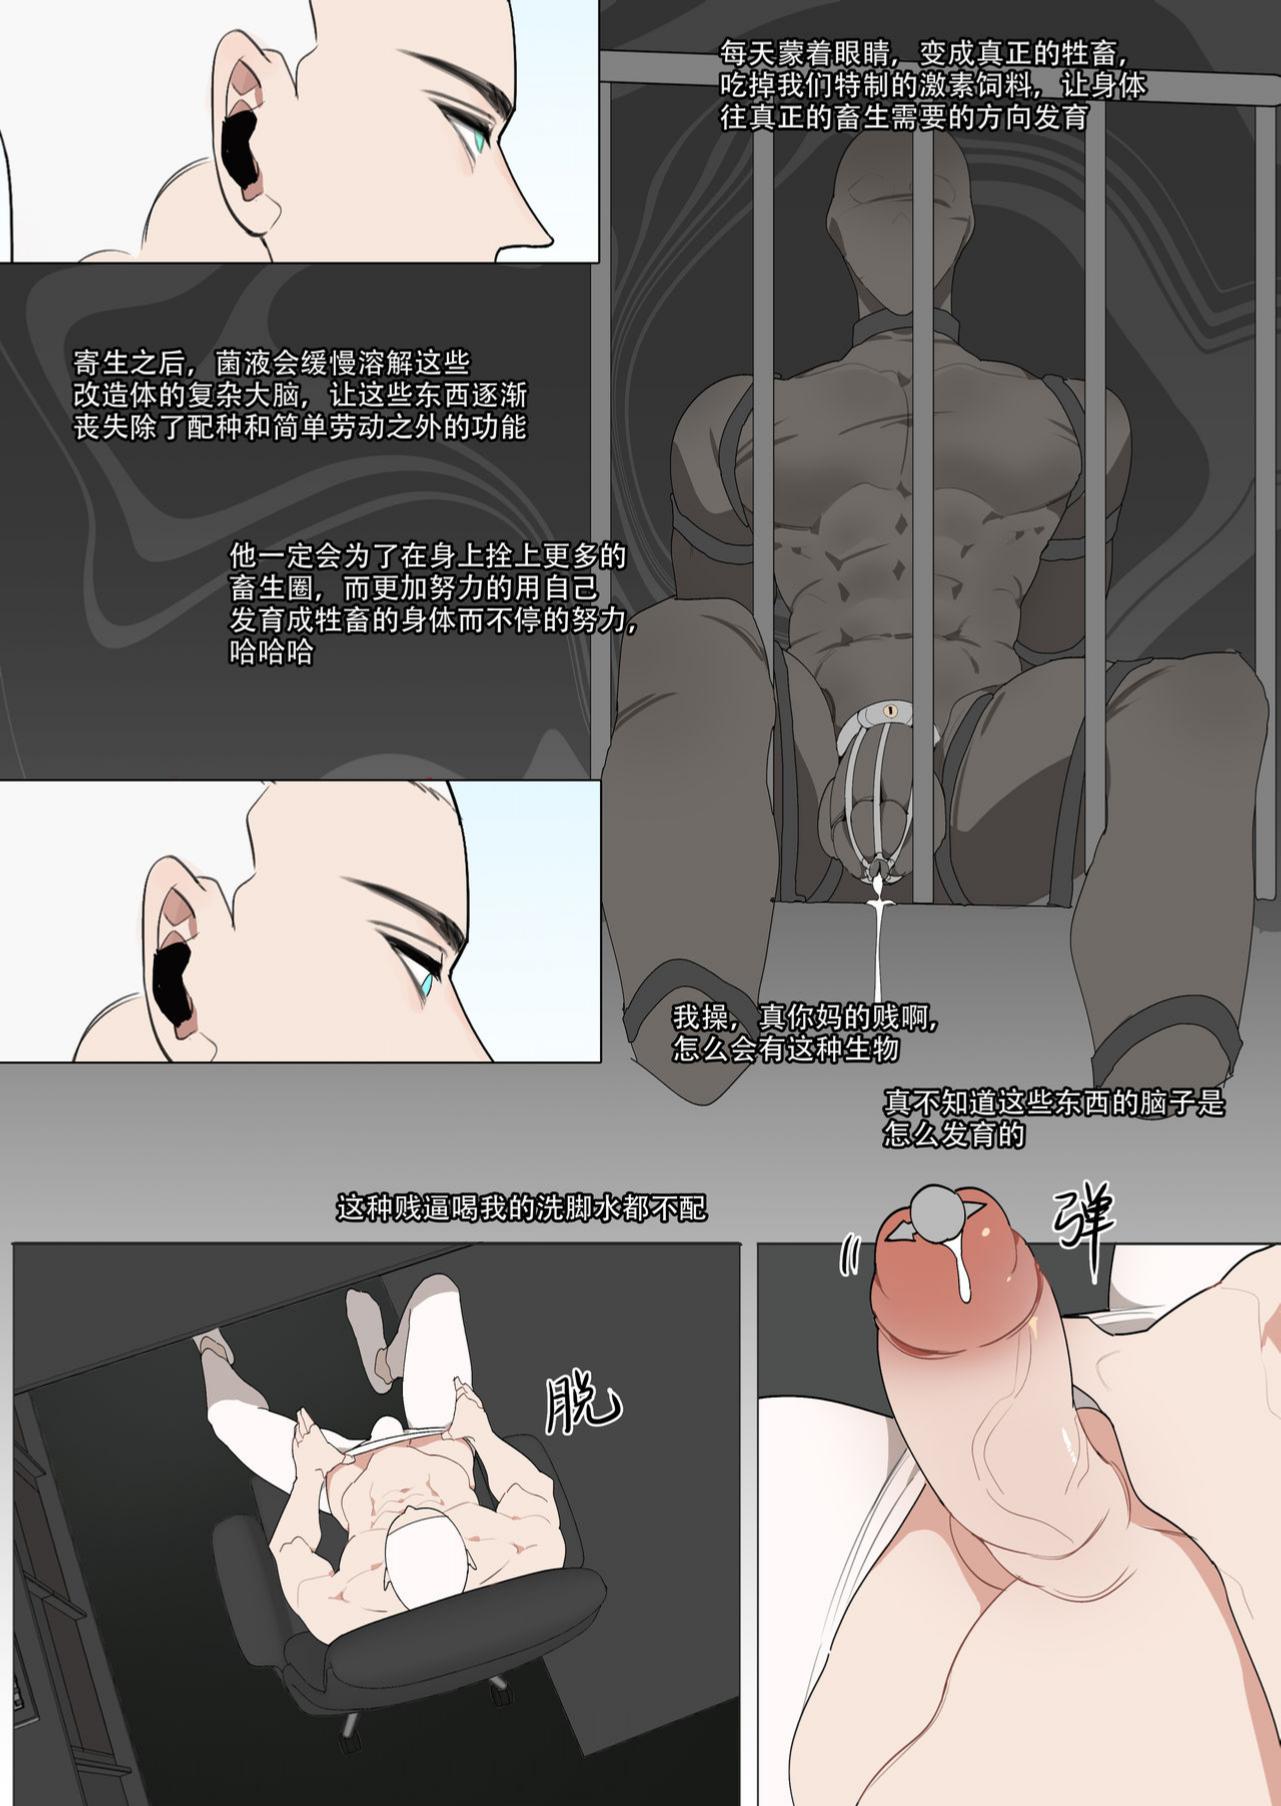 每天蒙着眼睛，变成真正的牲畜，
吃掉我们特制的激素饲料，让身体
往真正的畜生需要的方向发育
寄生之后，菌液会缓慢溶解这些
改造体的复杂大脑，让这些东西逐渐
丧失除了配种和简单劳动之外的功能
他一定会为了在身上拴上更多的
畜生圈，而更加努力的用自己
发育成牲畜的身体而不停的努力，
哈哈哈
我操，真你妈的贱啊，
怎么会有这种生物
真不知道这些东西的脑子是
怎么发育的
这种贱逼喝我的洗脚水都不配
弹
脱